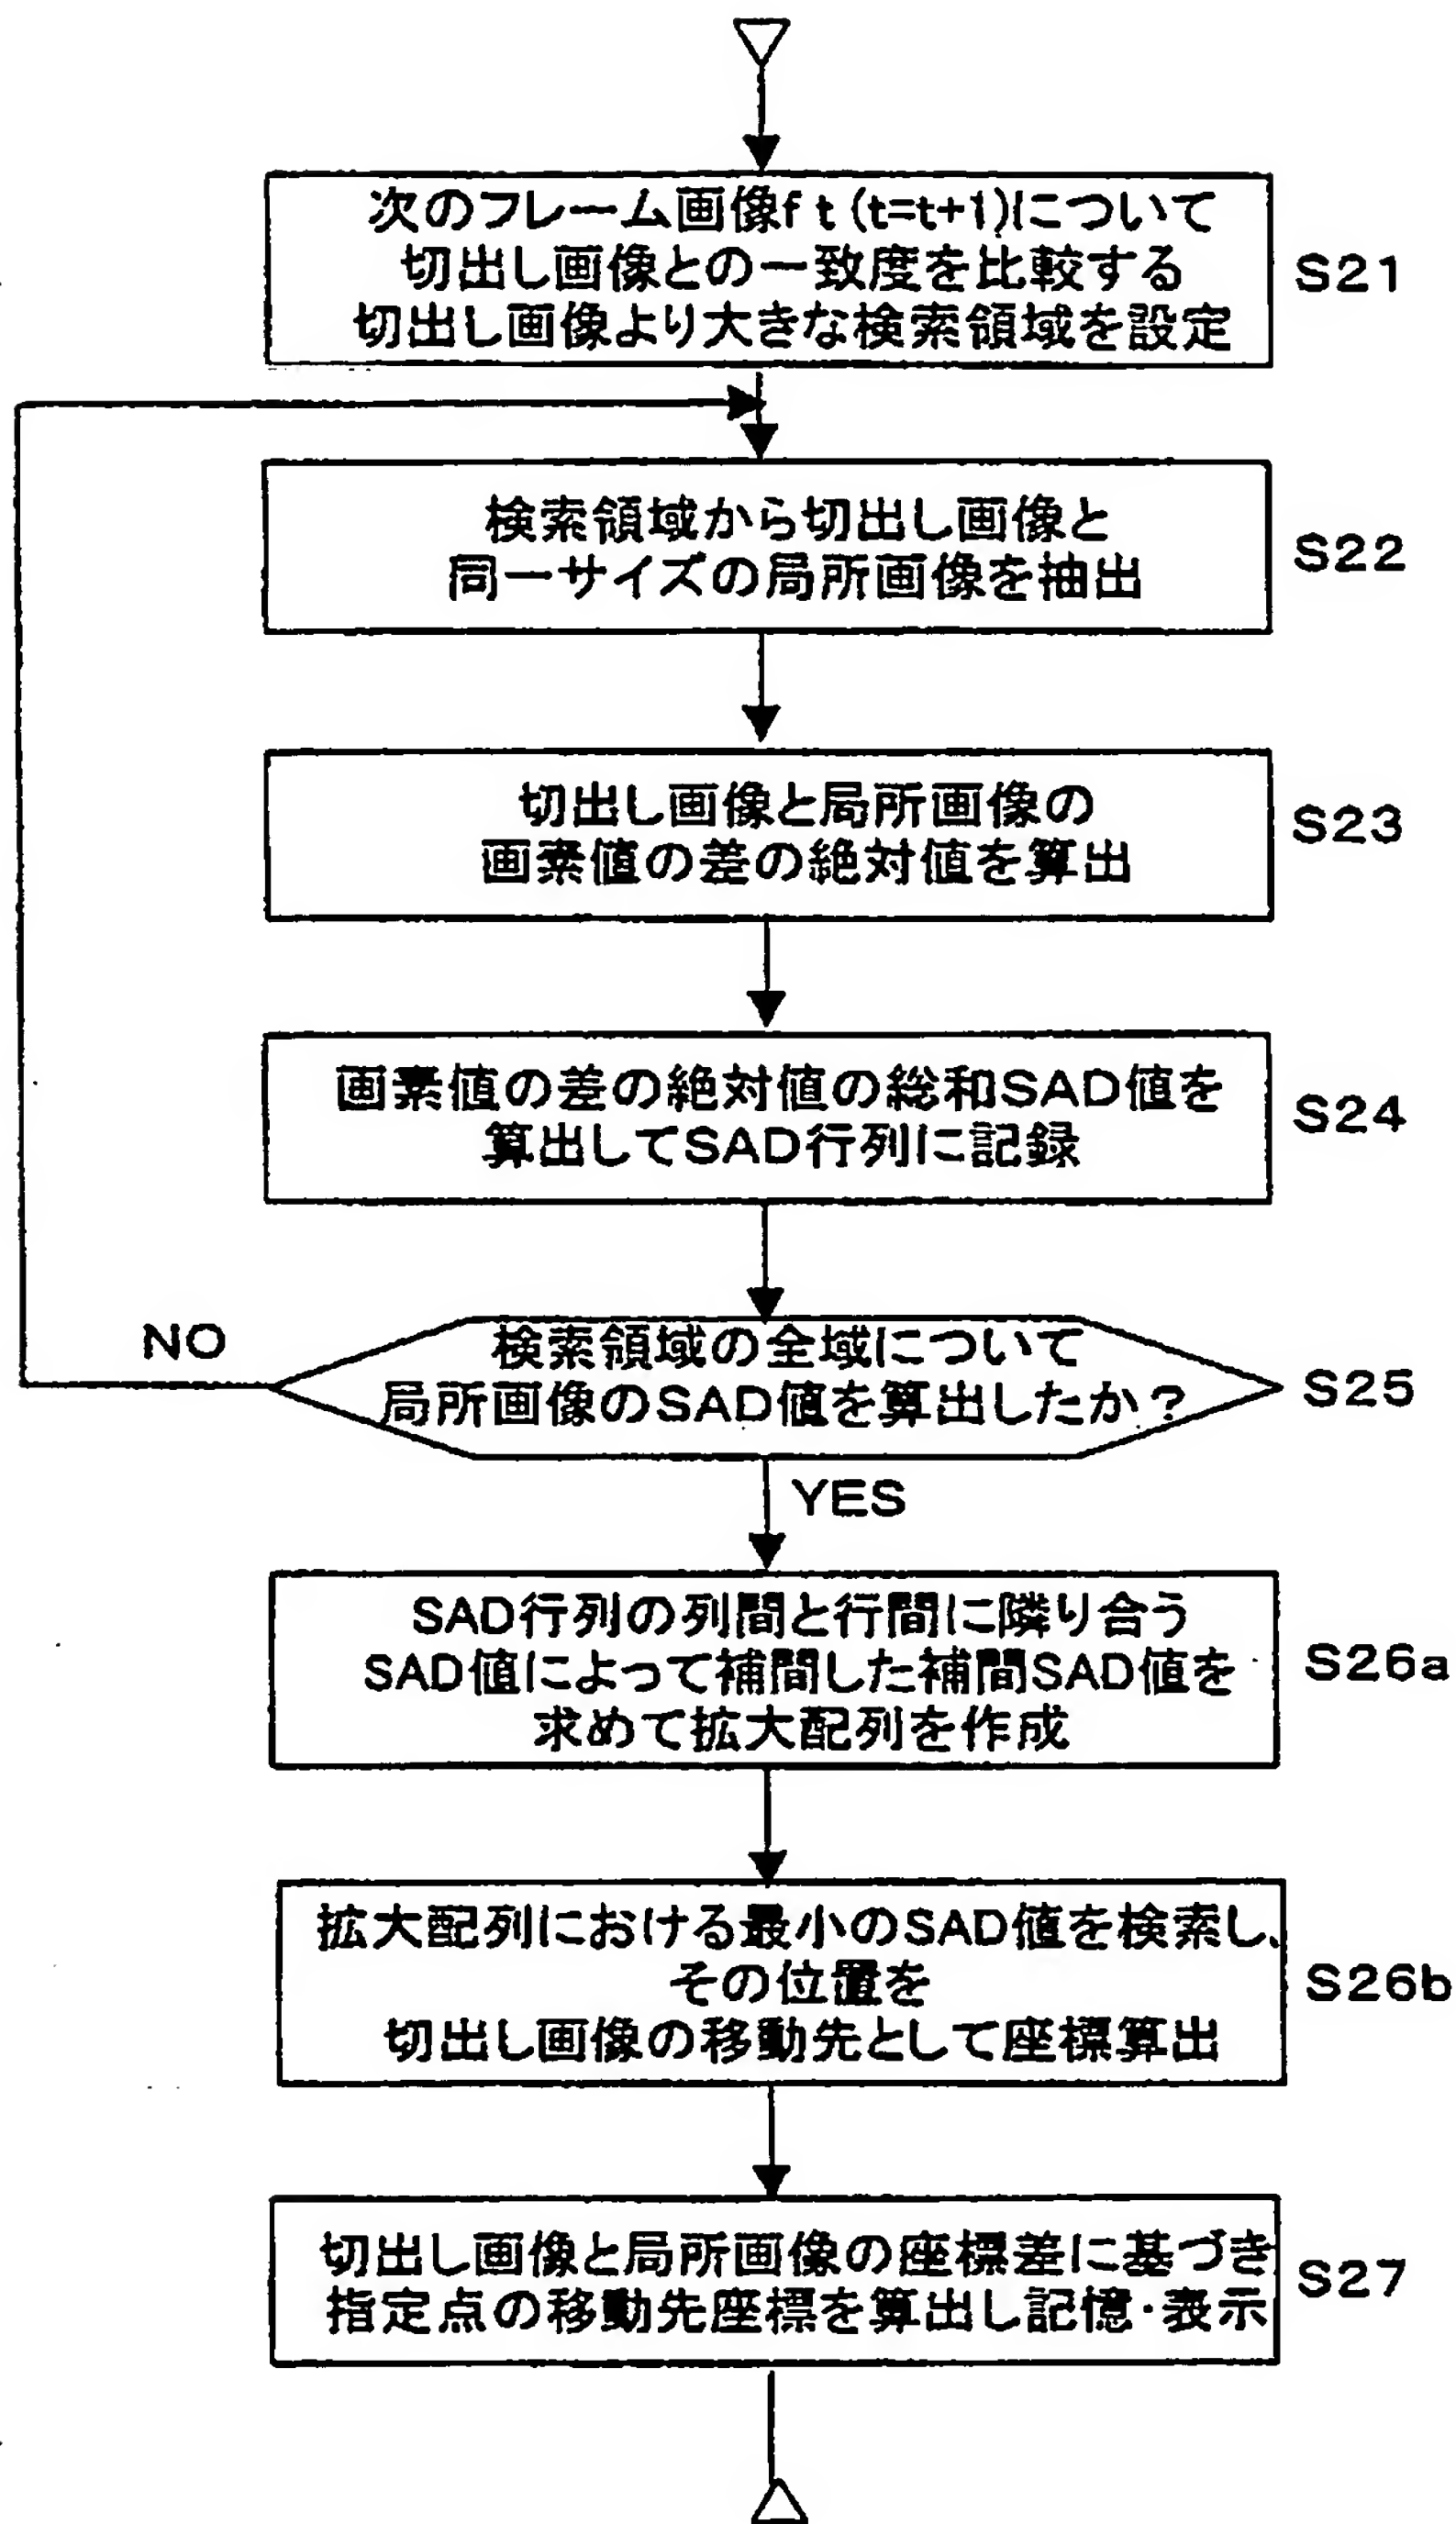 次のフレーム画像f t (t=t+1)について
切出し画像との一致度を比較する
切出し画像より大きな検索領域を設定
S21
検索領域から切出し画像と
同一サイズの局所画像を抽出
S22
切出し画像と局所画像の
画素値の差の絶対値を算出
S23
画素値の差の絶対値の総和SAD値を
算出してSAD行列に記録
S24
NO
検索領域の全域について
局所画像のSAD値を算出したか？
S25
YES
SAD行列の列間と行間に隣り合う
SAD値によって補間した補間SAD値を
求めて拡大配列を作成
S26a
拡大配列における最小のSAD値を検索し、
その位置を
切出し画像の移動先として座標算出
S26b
切出し画像と局所画像の座標差に基づき
指定点の移動先座標を算出し記憶・表示
S27